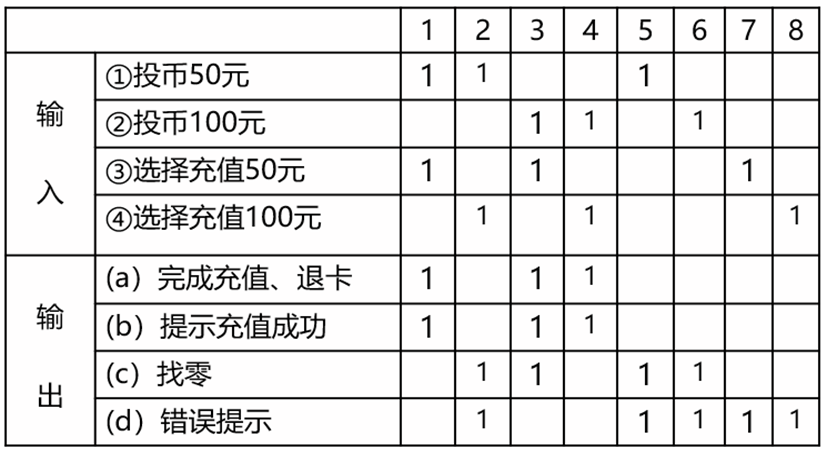 1 2 3 4 5 6 7 8
输入
①投币50元 1 1 1
②投币100元 1 1 1
③选择充值50元 1 1 1
④选择充值100元 1 1 1
输出
(a) 完成充值、退卡 1 1 1
(b) 提示充值成功 1 1 1
(c) 找零 1 1 1 1
(d) 错误提示 1 1 1 1 1